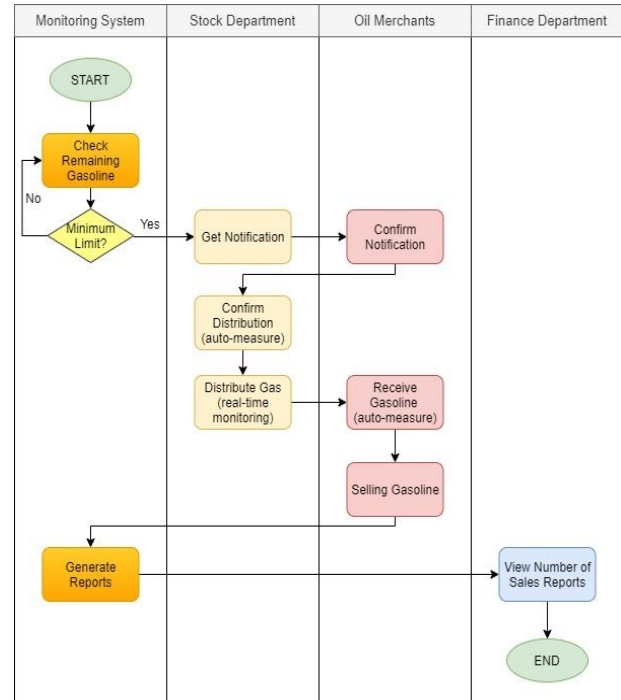 Monitoring System
Stock Department
Oil Merchants
Finance Department
START
Check
Remaining
Gasoline
No
Minimum
Limit?
Yes
Get Notification
Confirm
Notification
Confirm
Distribution
(auto-measure)
Distribute Gas
(real-time
monitoring)
Receive
Gasoline
(auto-measure)
Selling Gasoline
Generate
Reports
View Number of
Sales Reports
END